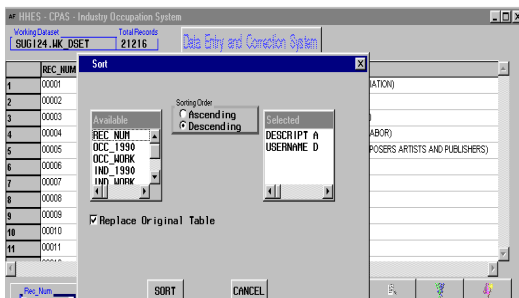 AF HHES - CPAS - Industry Occupation System
Working Dataset Total Records
SUGI24.WK_DSET 21216 Data Entry and Correction System
Sort
REC_NUM
1 00001 IATION)
2 00002
3 00003 )
4 00004 ABOR)
5 00005 POSERS ARTISTS AND PUBLISHERS)
6 00006
7 00007
8 00008
9 00009
10 00010
11 00011
Available
REC_NUM
OCC_1990
OCC_WORK
IND_1990
IND_WORK
Sorting Order
Ascending
Descending
Selected
DESCRIPT A
USERNAME D
Replace Original Table
SORT CANCEL
Rec_Num